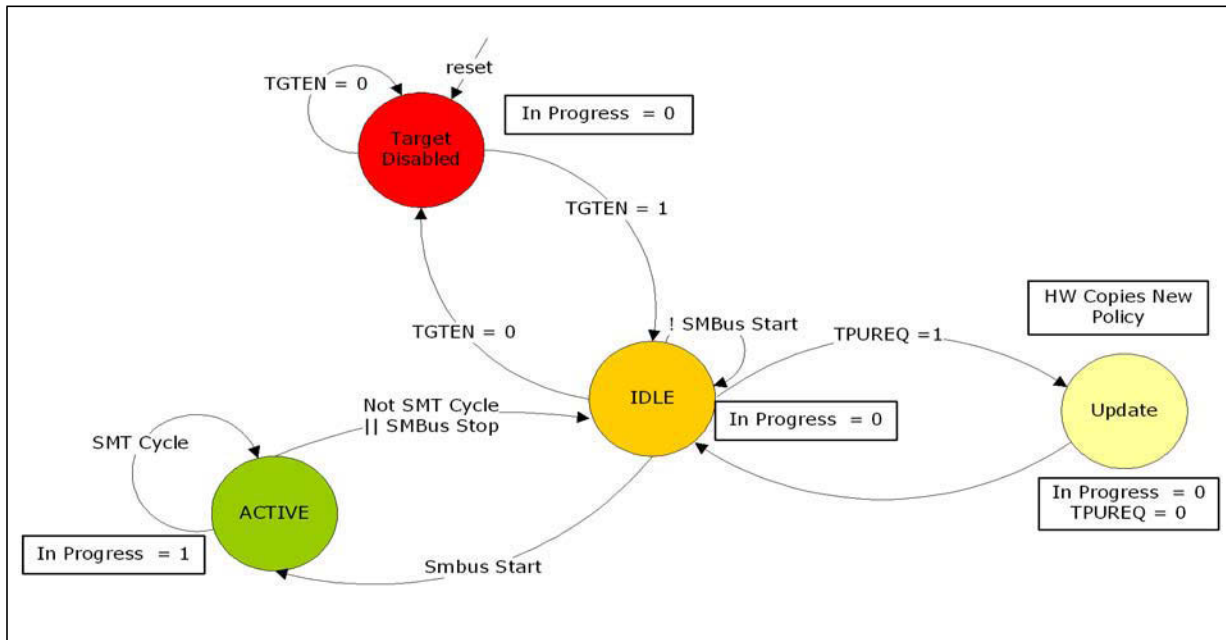 reset
TGTEN = 0
In Progress = 0
Target
Disabled
TGTEN = 1
HW Copies New
Policy
! SMBus Start
TGTEN = 0
TPUREQ =1
IDLE
Update
Not SMT Cycle
|| SMBus Stop
In Progress = 0
SMT Cycle
In Progress = 0
TPUREQ = 0
ACTIVE
In Progress = 1
Smbus Start